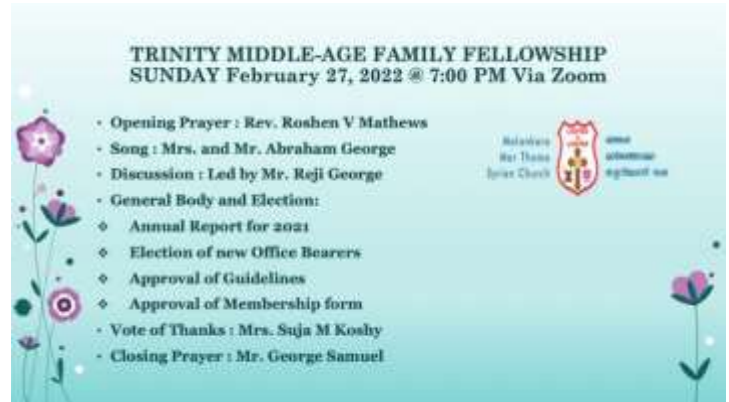 TRINITY MIDDLE-AGE FAMILY FELLOWSHIP
SUNDAY February 27, 2022 @ 7:00 PM Via Zoom
• Opening Prayer : Rev. Roshen V Mathews
• Song : Mrs. and Mr. Abraham George
• Discussion : Led by Mr. Reji George
• General Body and Election:
❖ Annual Report for 2021
❖ Election of new Office Bearers
❖ Approval of Guidelines
❖ Approval of Membership form
• Vote of Thanks : Mrs. Suja M Koshy
• Closing Prayer : Mr. George Samuel
Malankara
Mar Thoma
Syrian Church